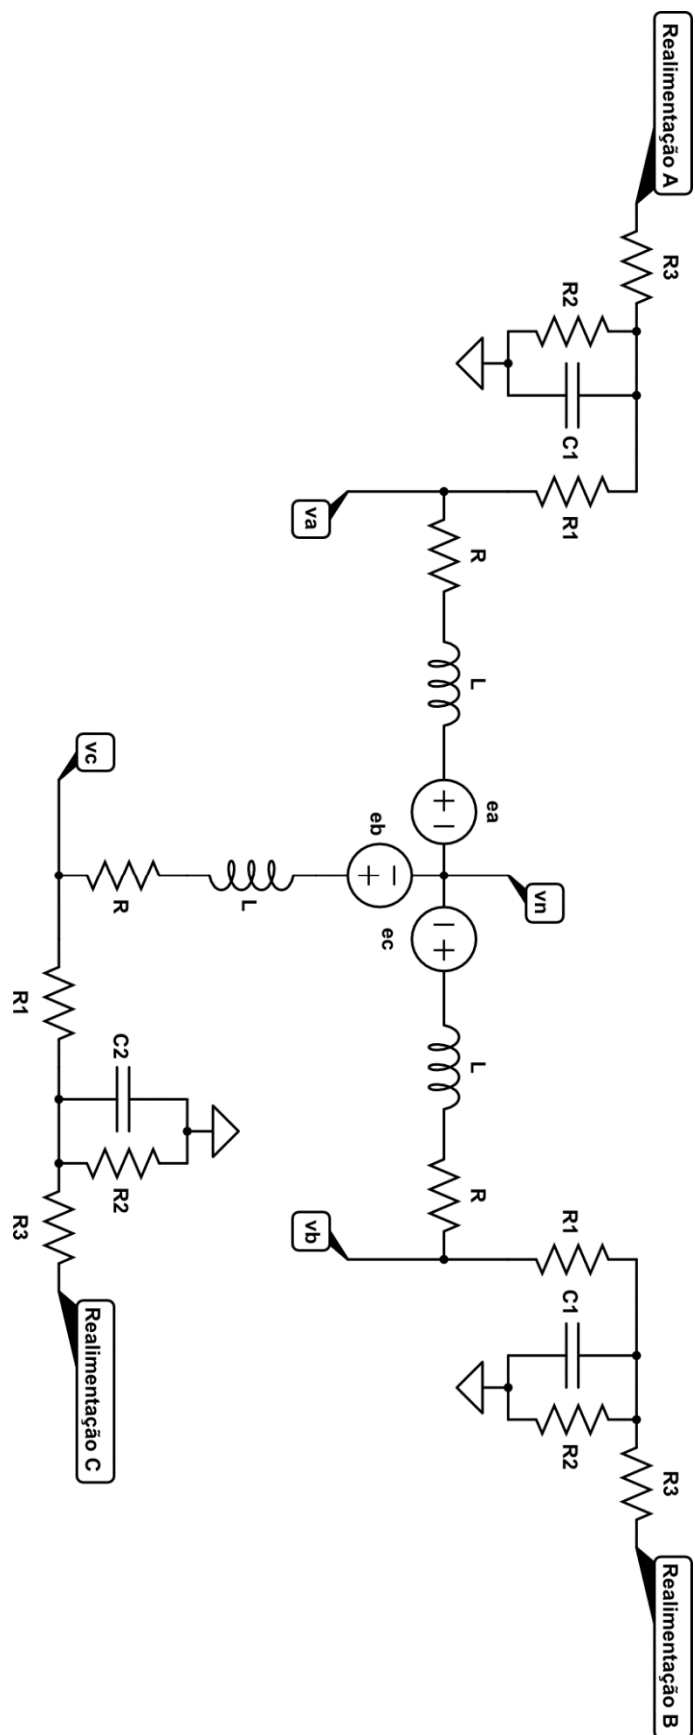 Realimentação A
R3
R3
Realimentação B
R2
C1
R1
vn
R1
C1
R2
R
L
ea
L
R
eb
ec
va
vb
L
R
C2
R2
vc
Realimentação C
R1
R3